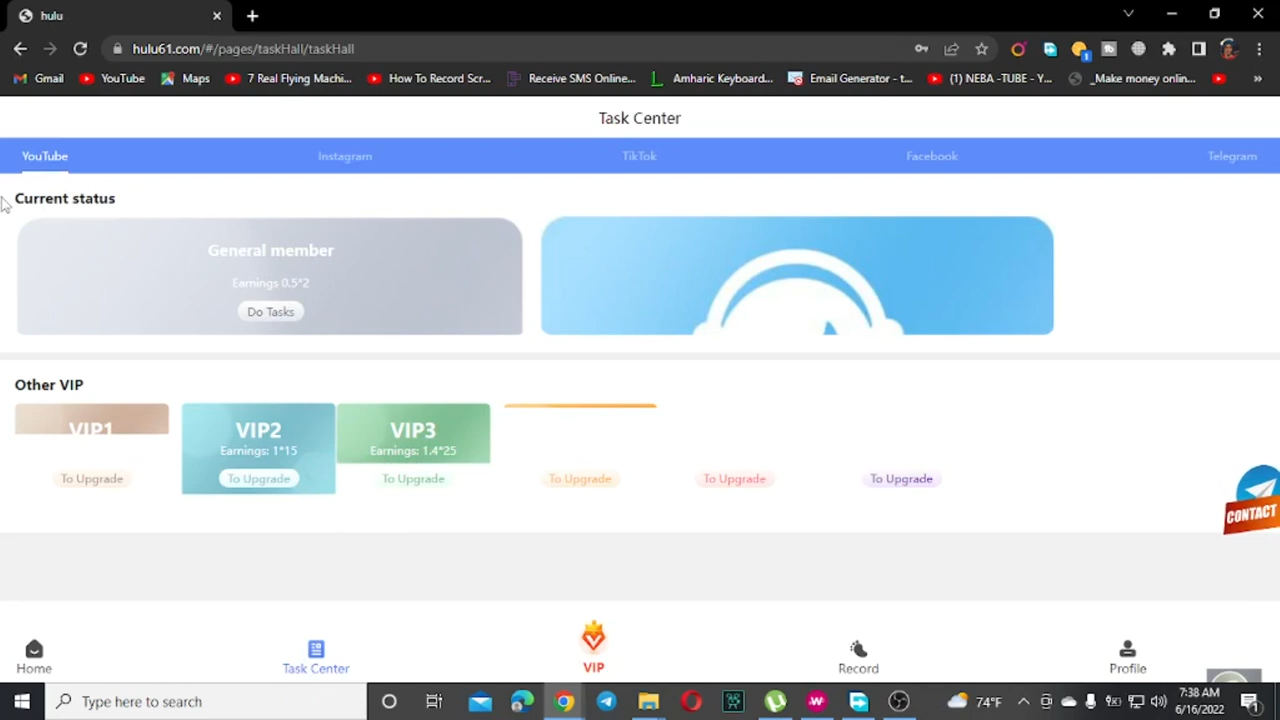 hulu
hulu61.com/#/pages/taskHall/taskHall
Gmail YouTube Maps 7 Real Flying Machi... How To Record Scr... Receive SMS Online... Amharic Keyboard... Email Generator - t... (1) NEBA -TUBE - Y... _Make money onlin... »
Task Center
YouTube Instagram TikTok Facebook Telegram
Current status
General member
Earnings 0.5*2
Do Tasks
Other VIP
VIP1 VIP2 VIP3
Earnings: 1*15 Earnings: 1.4*25
To Upgrade To Upgrade To Upgrade To Upgrade To Upgrade To Upgrade
CONTACT
Home Task Center VIP Record Profile
Type here to search
74°F
7:38 AM
6/16/2022